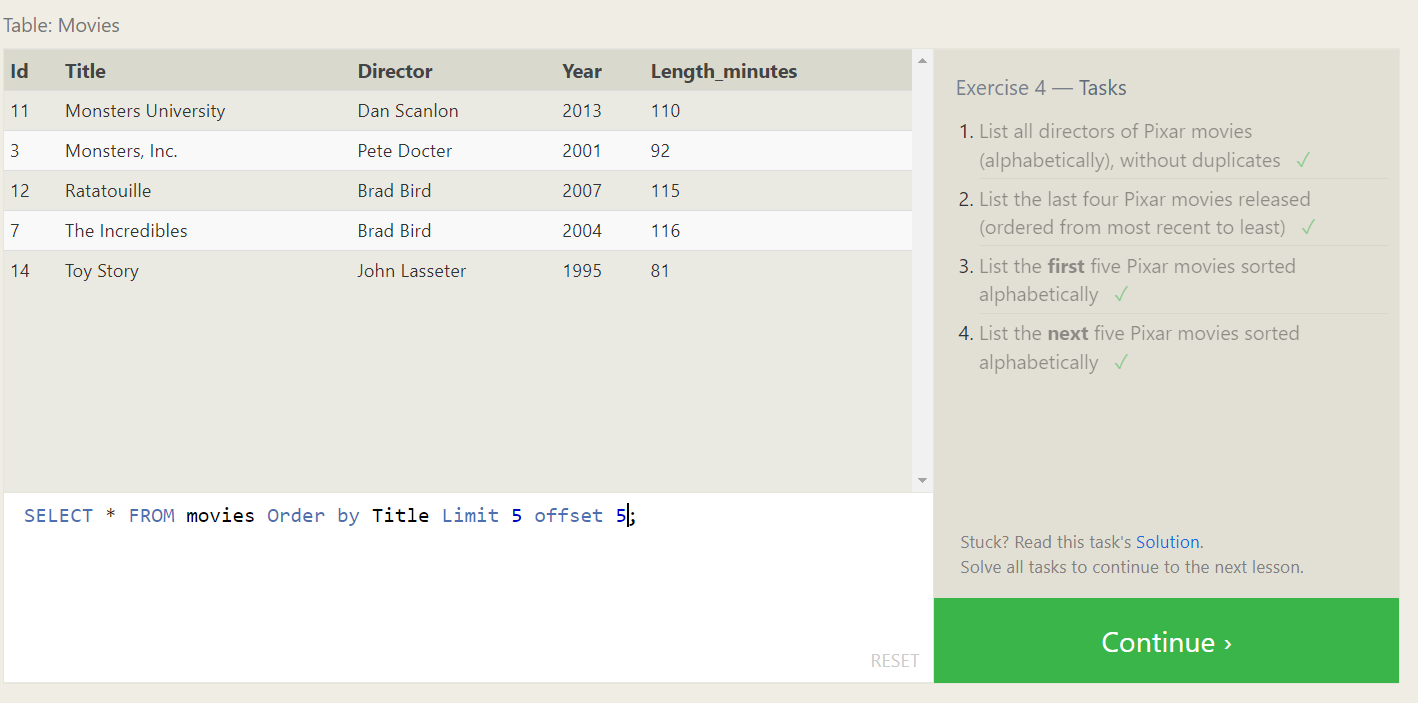 Table: Movies
Id Title Director Year Length_minutes
11 Monsters University Dan Scanlon 2013 110
3 Monsters, Inc. Pete Docter 2001 92
12 Ratatouille Brad Bird 2007 115
7 The Incredibles Brad Bird 2004 116
14 Toy Story John Lasseter 1995 81
SELECT * FROM movies Order by Title Limit 5 offset 5;
RESET
Exercise 4 — Tasks
1. List all directors of Pixar movies
(alphabetically), without duplicates ✓
2. List the last four Pixar movies released
(ordered from most recent to least) ✓
3. List the first five Pixar movies sorted
alphabetically ✓
4. List the next five Pixar movies sorted
alphabetically ✓
Stuck? Read this task's Solution.
Solve all tasks to continue to the next lesson.
Continue ›